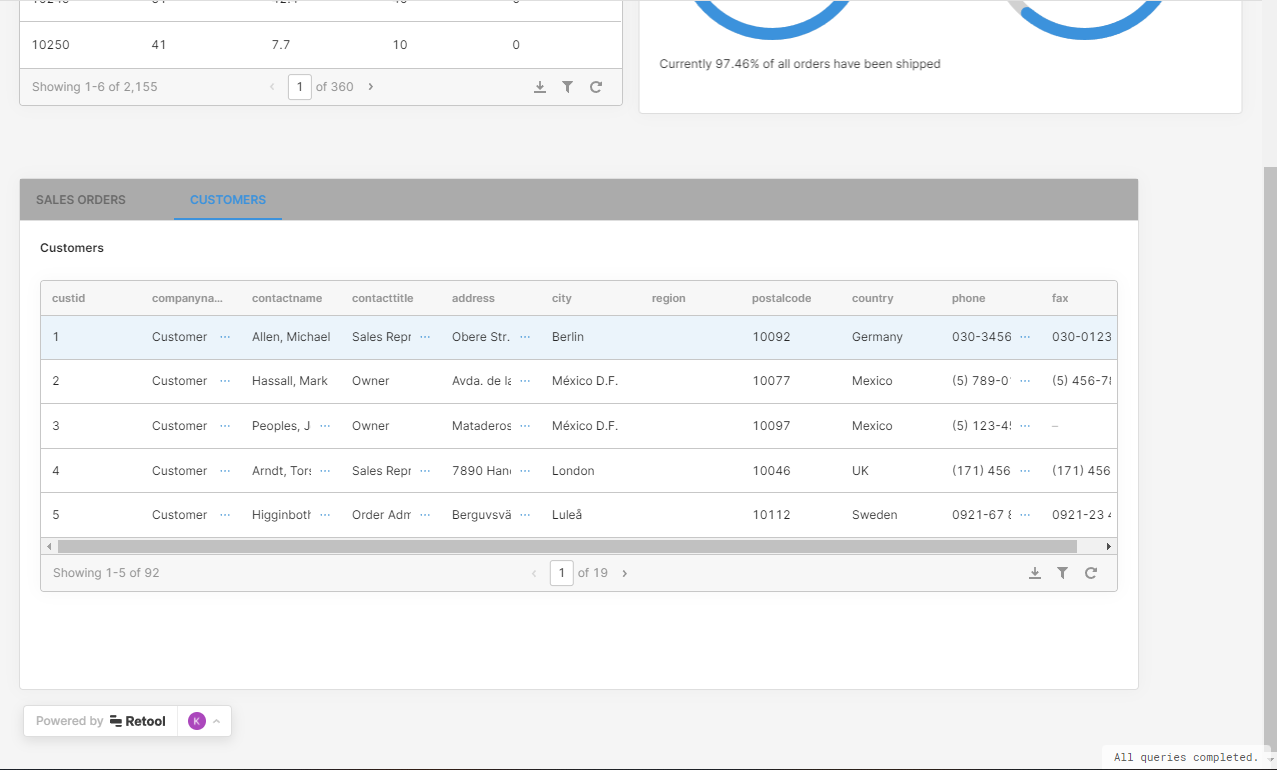 10250 41 7.7 10 0
Showing 1-6 of 2,155 1 of 360
Currently 97.46% of all orders have been shipped
SALES ORDERS CUSTOMERS
Customers
custid companyna... contactname contacttitle address city region postalcode country phone fax
1 Customer ··· Allen, Michael Sales Repr ··· Obere Str. ··· Berlin 10092 Germany 030-3456 ··· 030-0123
2 Customer ··· Hassall, Mark Owner Avda. de la ··· México D.F. 10077 Mexico (5) 789-01 ··· (5) 456-78
3 Customer ··· Peoples, J ··· Owner Mataderos ··· México D.F. 10097 Mexico (5) 123-45 ··· –
4 Customer ··· Arndt, Tors ··· Sales Repr ··· 7890 Han ··· London 10046 UK (171) 456 ··· (171) 456
5 Customer ··· Higginboth ··· Order Adm ··· Berguvsvä ··· Luleå 10112 Sweden 0921-67 ··· 0921-23
Showing 1-5 of 92 1 of 19
Powered by Retool K
All queries completed.